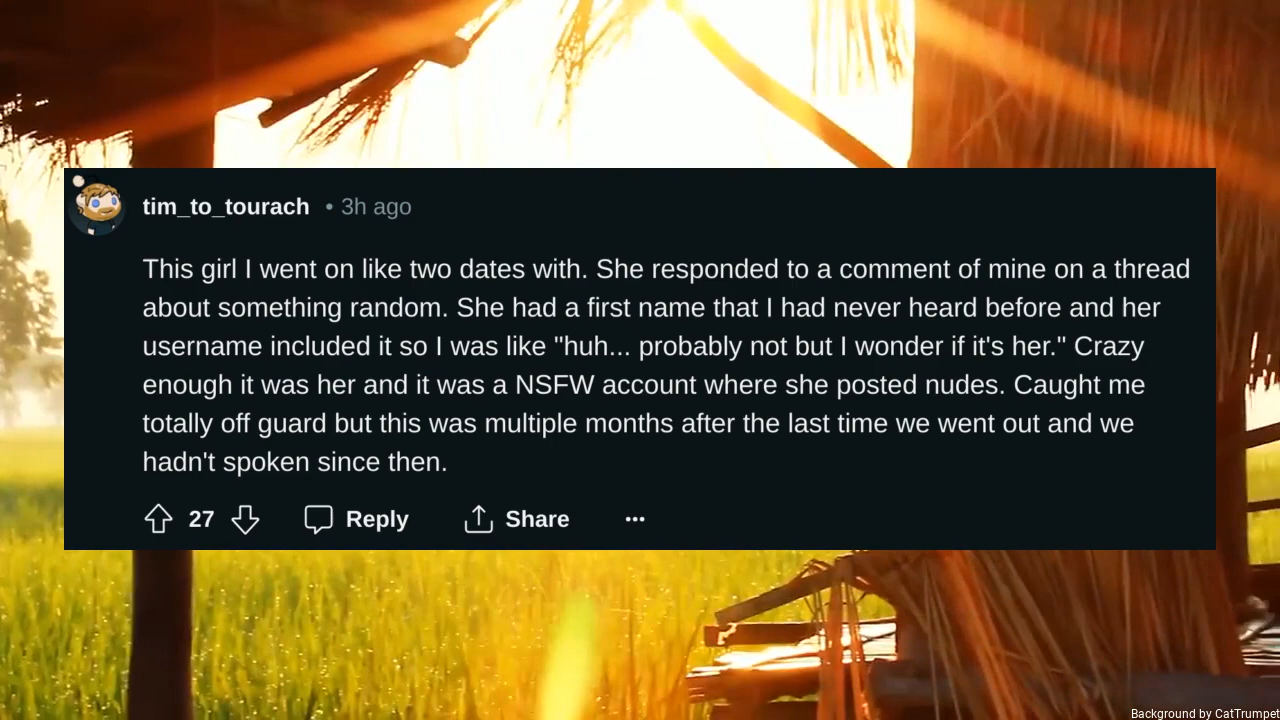 tim_to_tourach • 3h ago
This girl I went on like two dates with. She responded to a comment of mine on a thread
about something random. She had a first name that I had never heard before and her
username included it so I was like "huh... probably not but I wonder if it's her." Crazy
enough it was her and it was a NSFW account where she posted nudes. Caught me
totally off guard but this was multiple months after the last time we went out and we
hadn't spoken since then.
27 Reply Share ...
Background by CatTrumpet